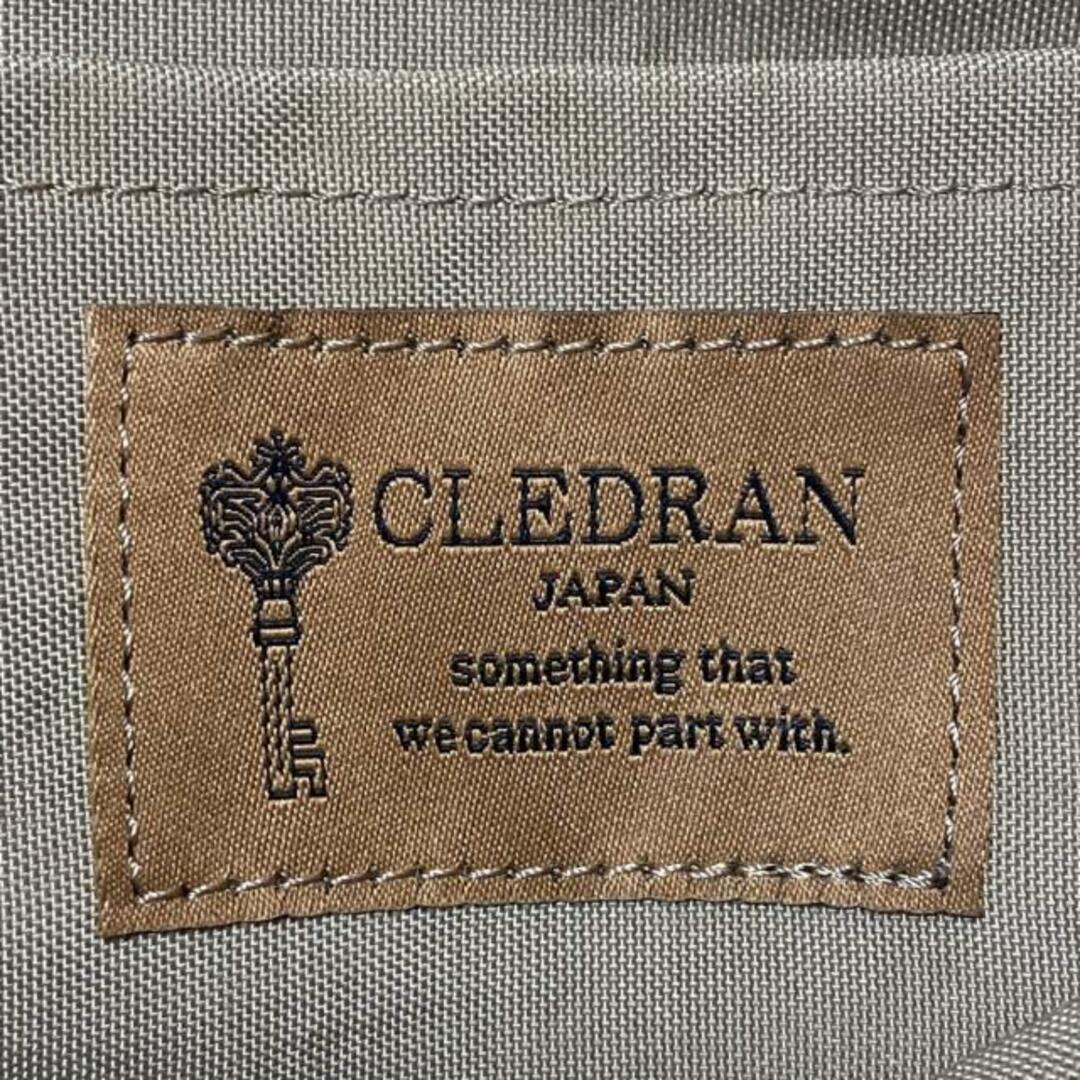 CLEDRAN
JAPAN
something that
we cannot part with.